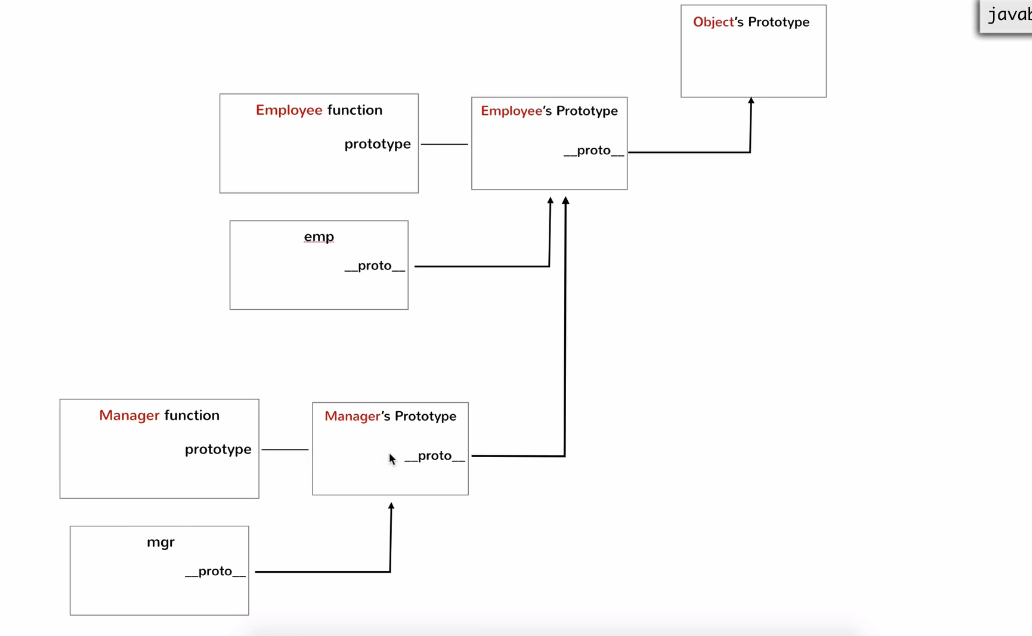 javab
Object's Prototype
Employee function
prototype
Employee's Prototype
__proto__
emp
__proto__
Manager function
prototype
Manager's Prototype
__proto__
mgr
__proto__